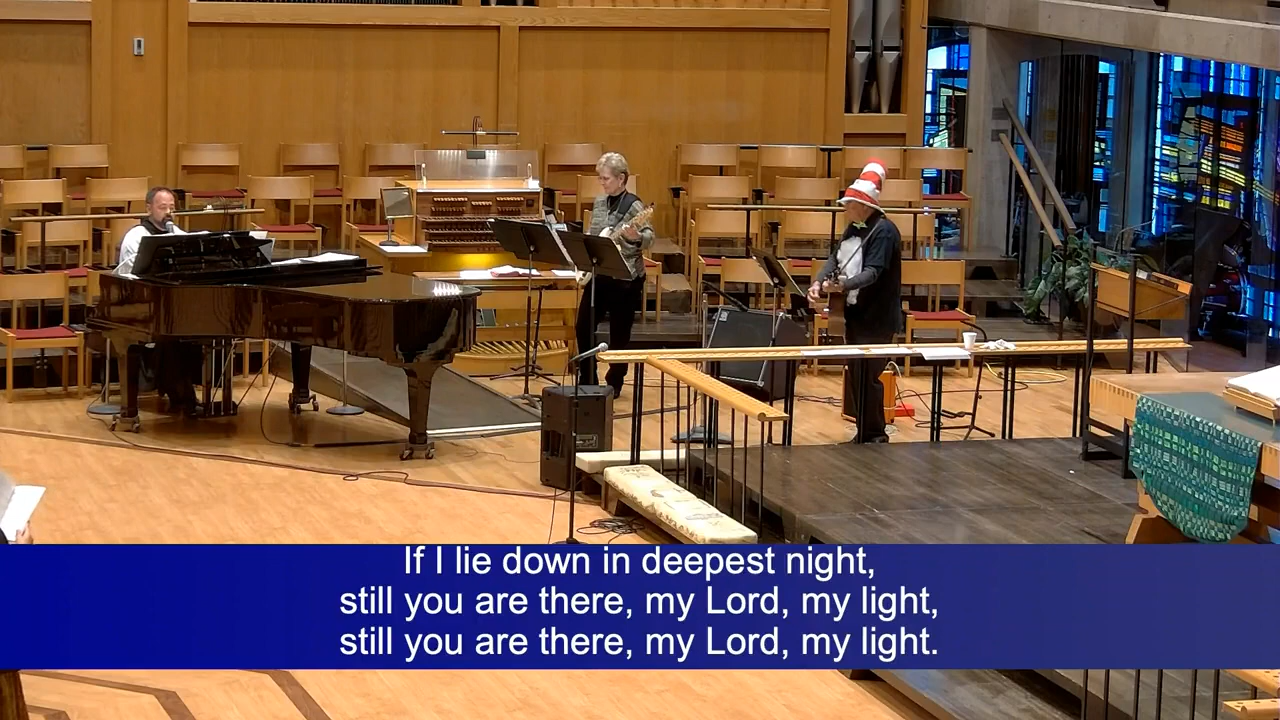 If I lie down in deepest night,
still you are there, my Lord, my light,
still you are there, my Lord, my light.